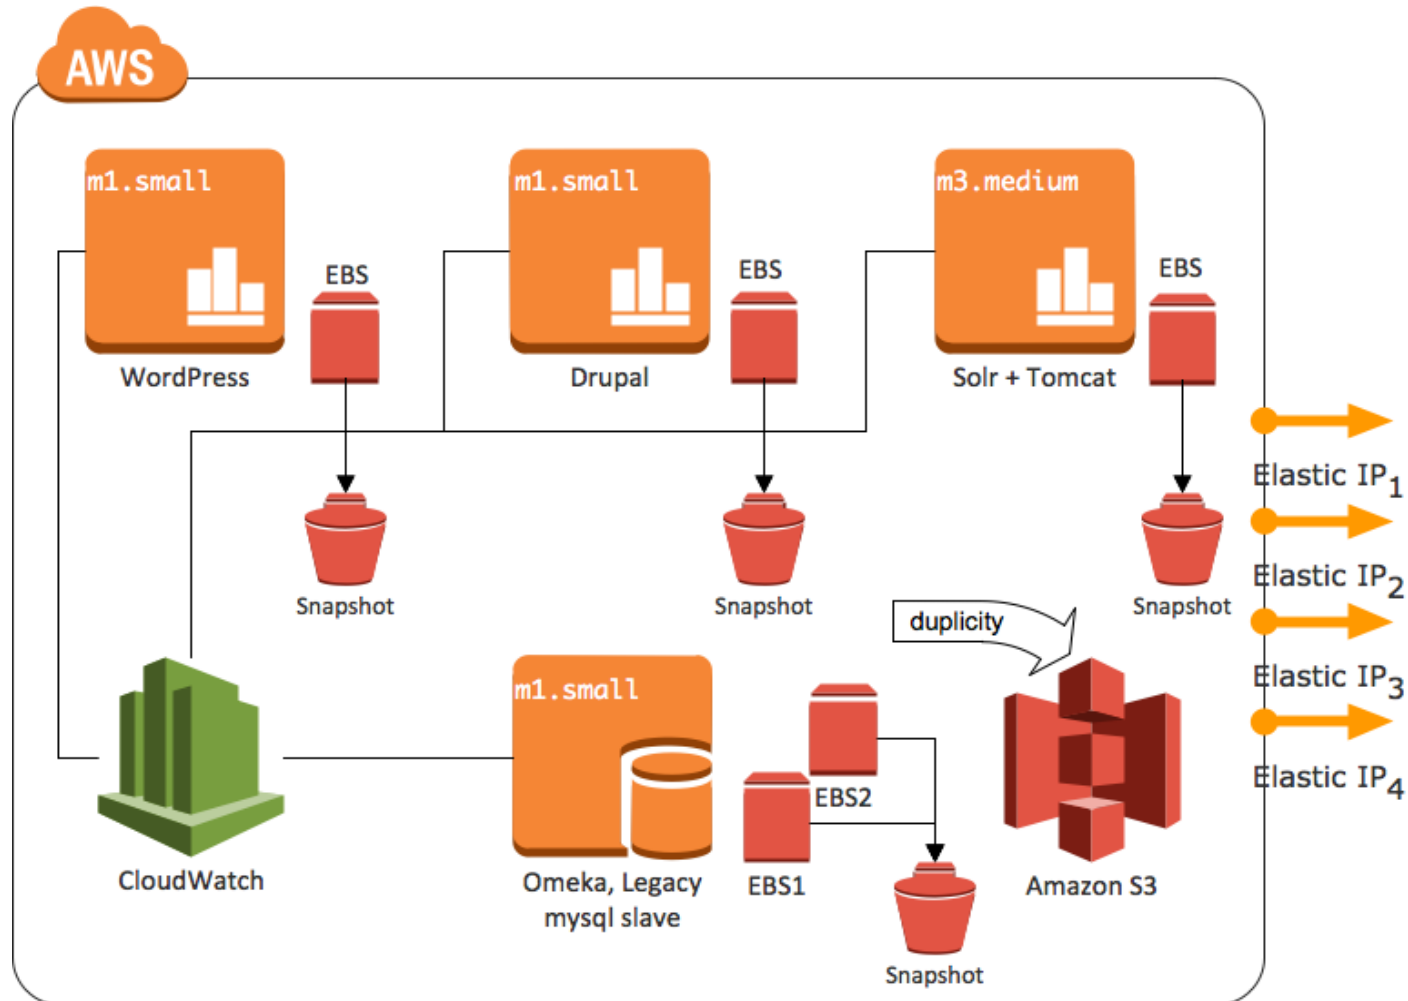 AWS
m1.small
m1.small
m3.medium
EBS
EBS
EBS
WordPress
Drupal
Solr + Tomcat
Elastic IP1
Snapshot
Snapshot
Snapshot
Elastic IP2
duplicity
Elastic IP3
m1.small
Elastic IP4
EBS2
CloudWatch
Omeka, Legacy
mysql slave
EBS1
Amazon S3
Snapshot